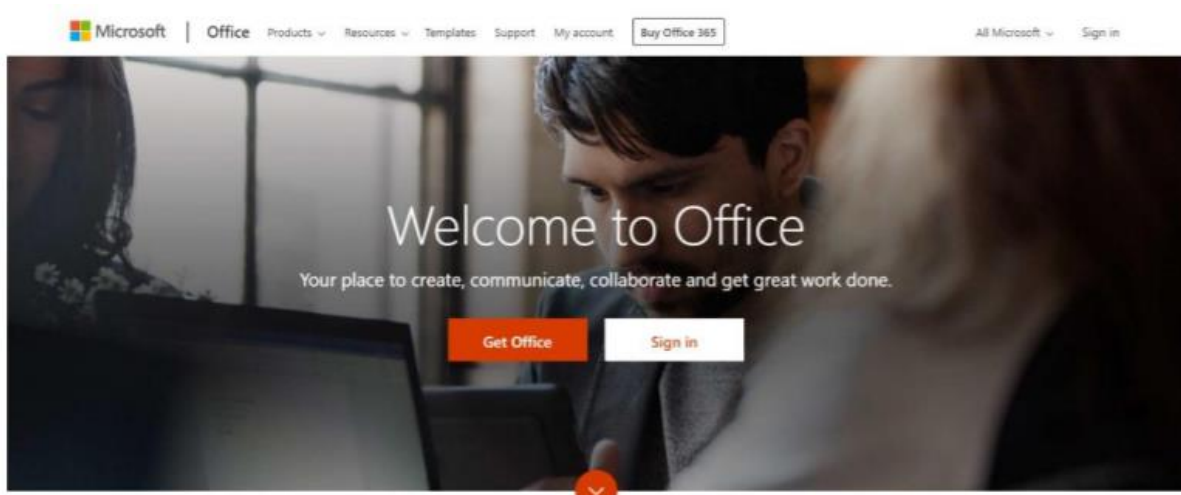 Microsoft | Office Products Resources Templates Support My account Buy Office 365 All Microsoft Sign in
Welcome to Office
Your place to create, communicate, collaborate and get great work done.
Get Office Sign in